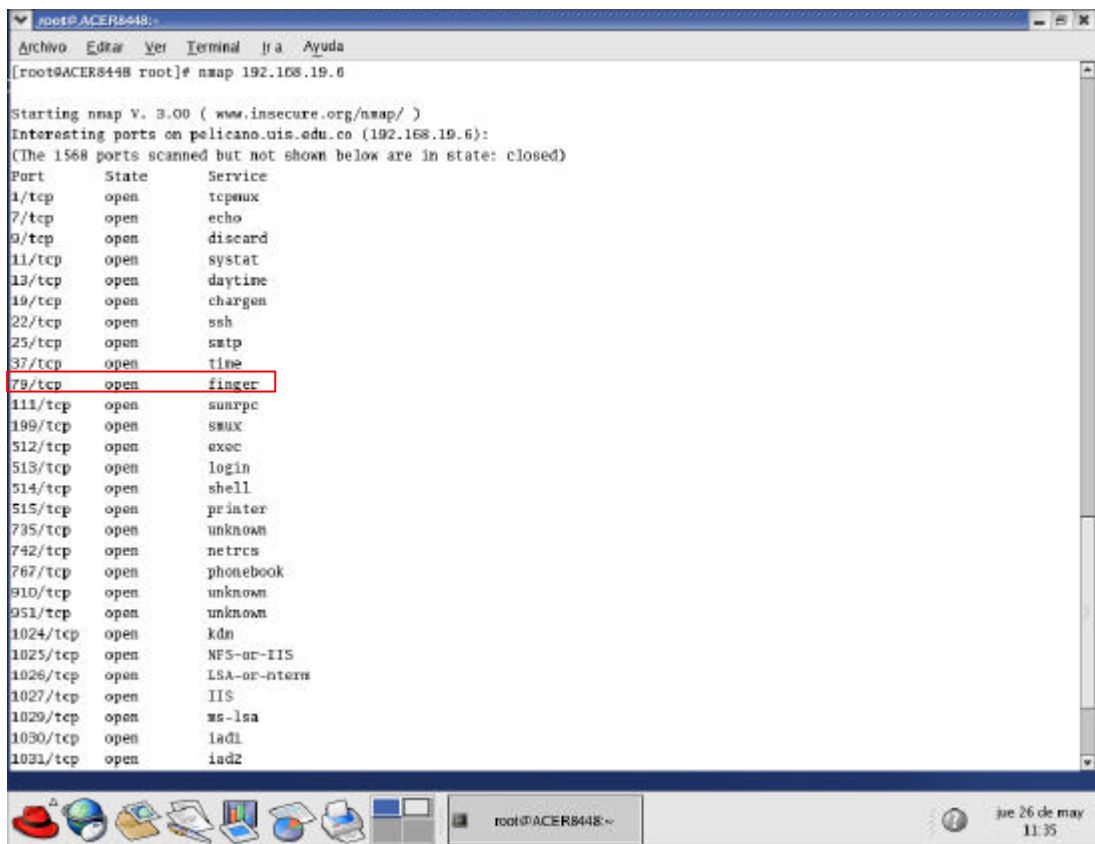 root@ACER8448:~
Archivo Editar Ver Terminal Ir a Ayuda
[root@ACER8448 root]# nmap 192.168.19.6
Starting nmap V. 3.00 ( www.insecure.org/nmap/ )
Interesting ports on pelicano.uis.edu.co (192.168.19.6):
(The 1568 ports scanned but not shown below are in state: closed)
Port State Service
1/tcp open tcpmux
7/tcp open echo
9/tcp open discard
11/tcp open systat
13/tcp open daytime
19/tcp open chargen
22/tcp open ssh
25/tcp open smtp
37/tcp open time
79/tcp open finger
111/tcp open sunrpc
199/tcp open smux
512/tcp open exec
513/tcp open login
514/tcp open shell
515/tcp open printer
735/tcp open unknown
742/tcp open netrcs
767/tcp open phonebook
910/tcp open unknown
951/tcp open unknown
1024/tcp open kdm
1025/tcp open NFS-or-IIS
1026/tcp open LSA-or-nterm
1027/tcp open IIS
1029/tcp open ms-lsa
1030/tcp open iad1
1031/tcp open iad2
root@ACER8448:~
jue 26 de may
11:35